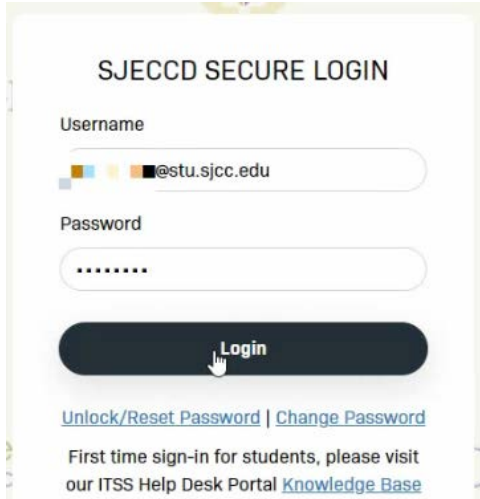 SJECCD SECURE LOGIN
Username
@stu.sjcc.edu
Password
Login
Unlock/Reset Password | Change Password
First time sign-in for students, please visit
our ITSS Help Desk Portal Knowledge Base